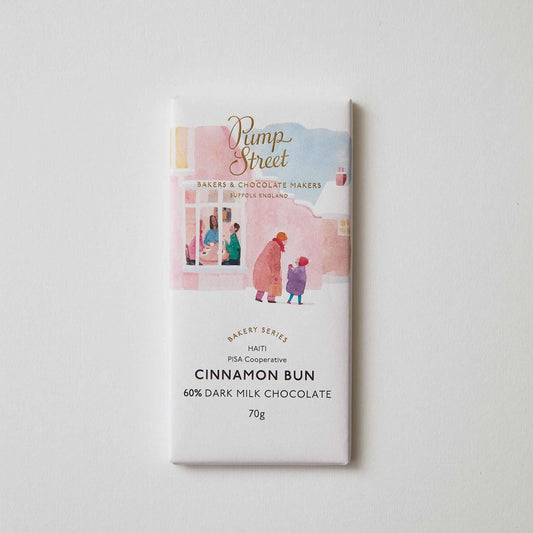 Pump
Street
BAKERS & CHOCOLATE MAKERS
SUFFOLK ENGLAND
BAKERY SERIES
HAITI
PISA Cooperative
CINNAMON BUN
60% DARK MILK CHOCOLATE
70g